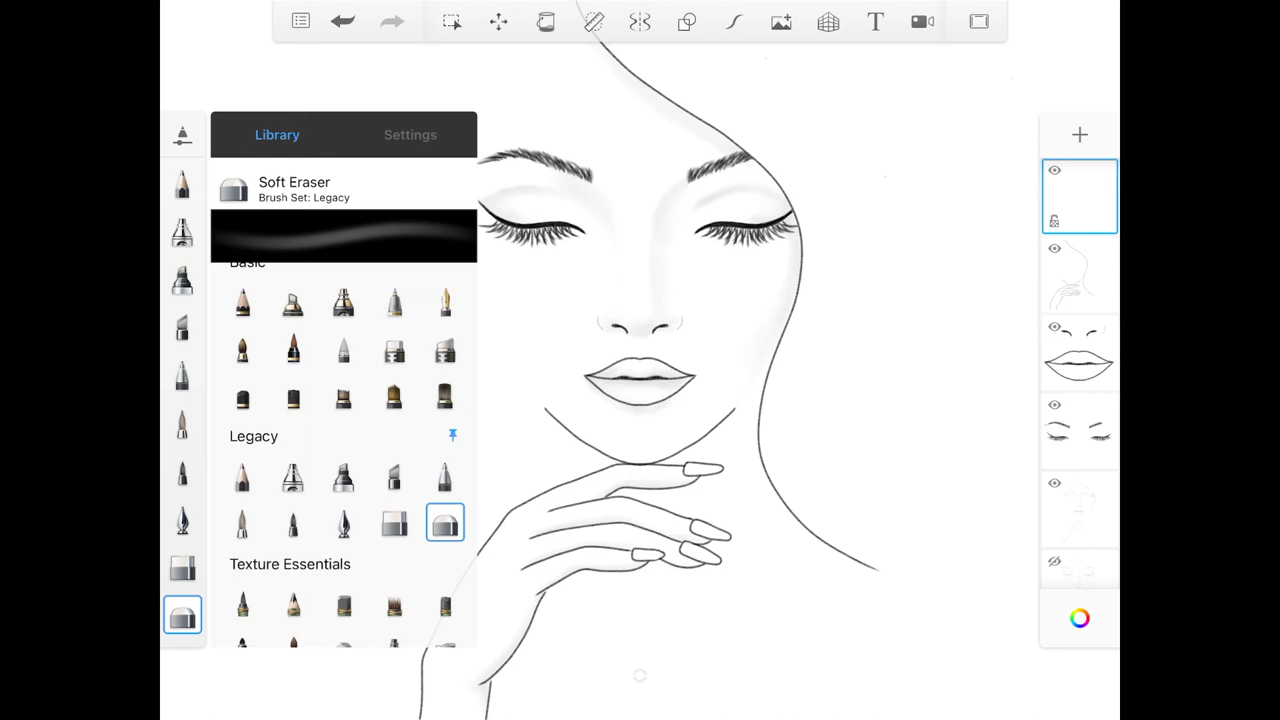 T
Library
Settings
Soft Eraser
Brush Set: Legacy
Basic
Legacy
Texture Essentials